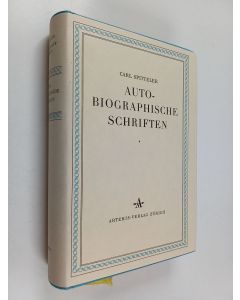 CARL SPITTELER
AUTO-
BIOGRAPHISCHE
SCHRIFTEN
A
ARTEMIS-VERLAG ZÜRICH